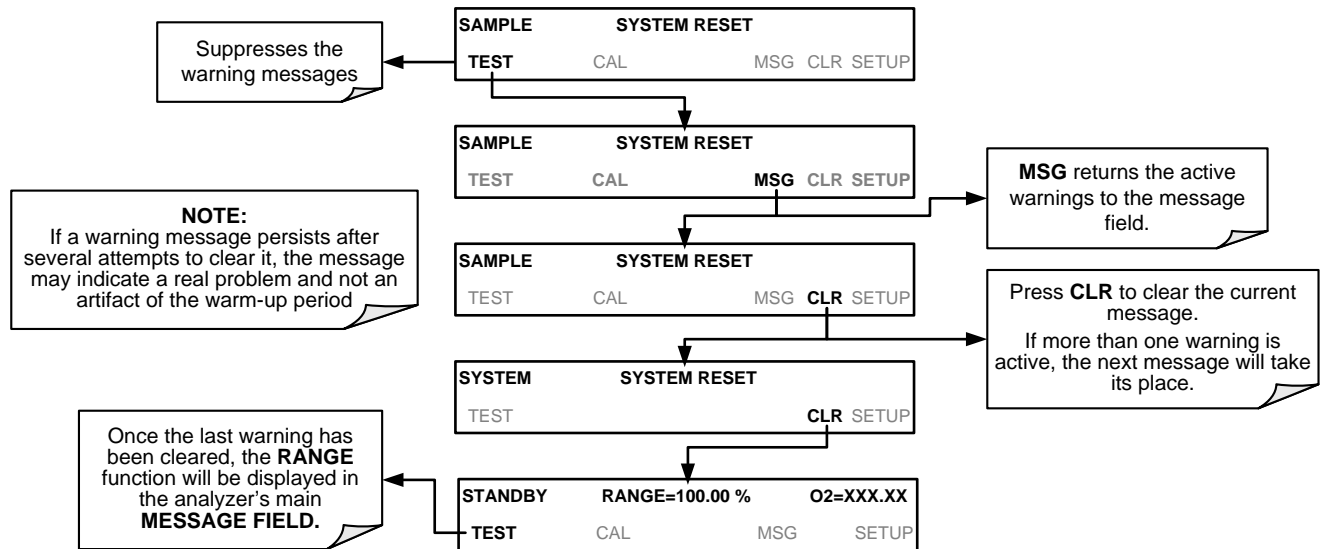 SAMPLE SYSTEM RESET
TEST CAL MSG CLR SETUP
Suppresses the
warning messages
SAMPLE SYSTEM RESET
TEST CAL MSG CLR SETUP
MSG returns the active
warnings to the message
field.
NOTE:
If a warning message persists after
several attempts to clear it, the message
may indicate a real problem and not an
artifact of the warm-up period
SAMPLE SYSTEM RESET
TEST CAL MSG CLR SETUP
Press CLR to clear the current
message.
If more than one warning is
active, the next message will take
its place.
SYSTEM SYSTEM RESET
TEST CLR SETUP
Once the last warning has
been cleared, the RANGE
function will be displayed in
the analyzer’s main
MESSAGE FIELD.
STANDBY RANGE=100.00 % O2=XXX.XX
TEST CAL MSG SETUP